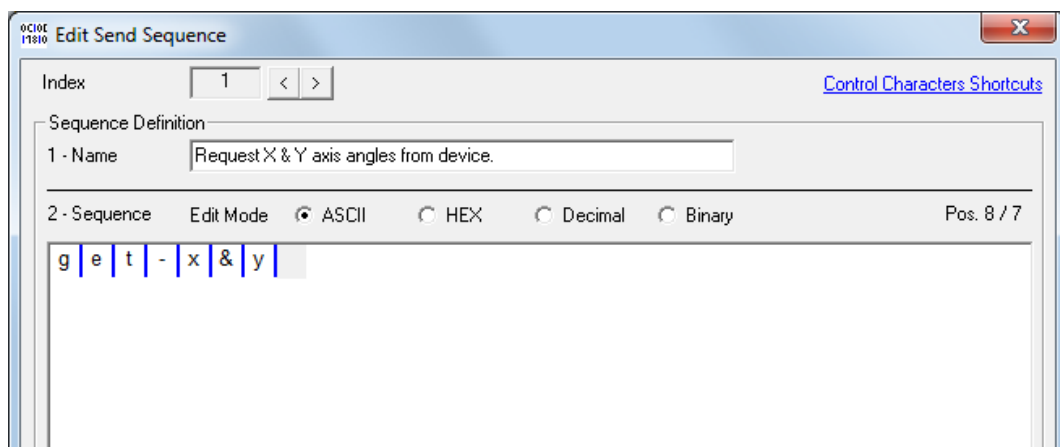 Edit Send Sequence
Index 1 < > Control Characters Shortcuts
Sequence Definition
1 - Name Request X & Y axis angles from device.
2 - Sequence Edit Mode ASCII HEX Decimal Binary Pos. 8 / 7
g e t - x & y